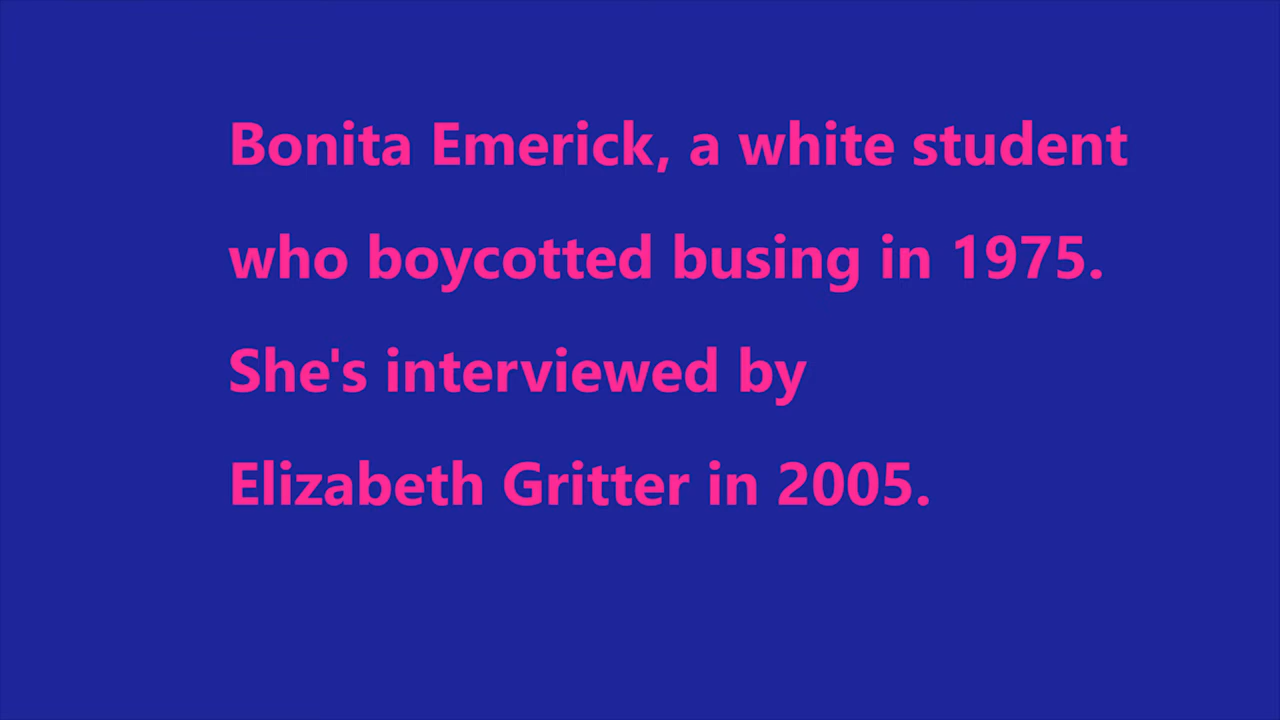 Bonita Emerick, a white student
who boycotted busing in 1975.
She's interviewed by
Elizabeth Gritter in 2005.